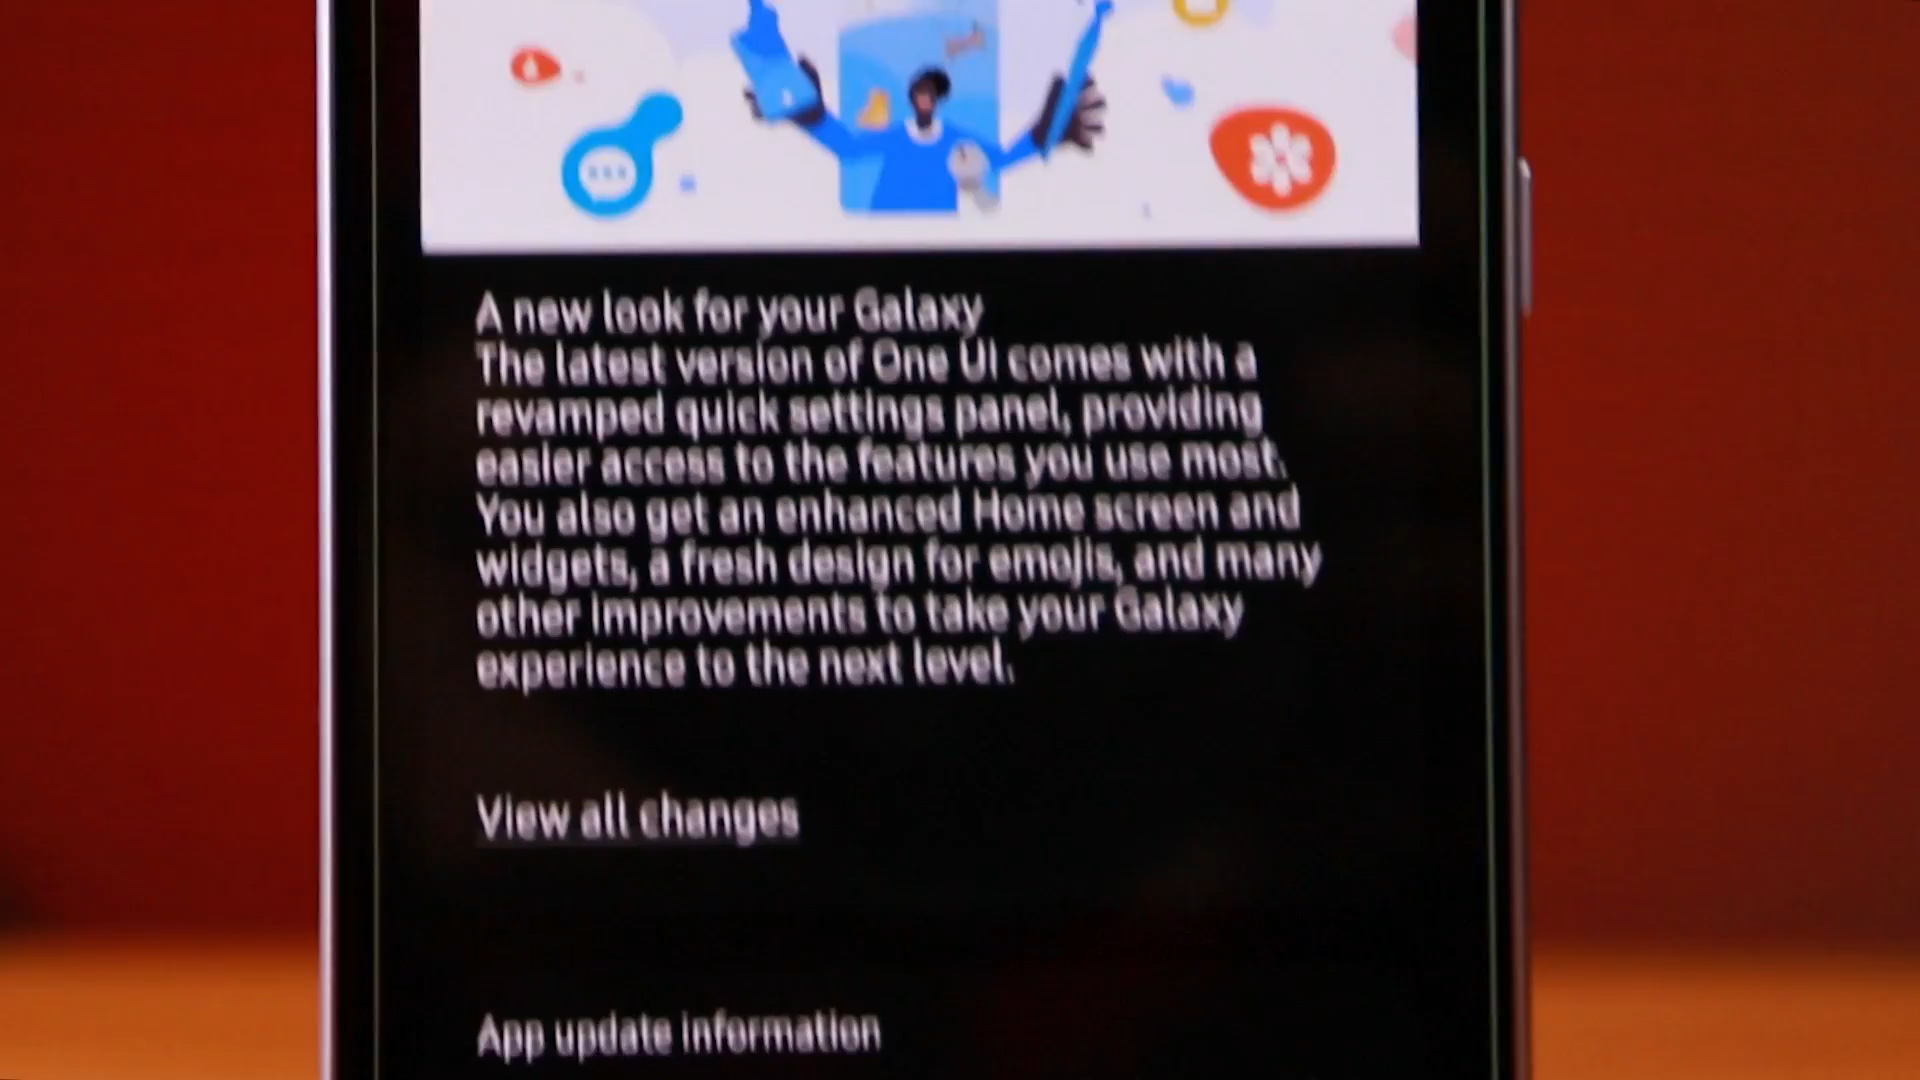 A new look for your Galaxy
The latest version of One UI comes with a
revamped quick settings panel, providing
easier access to the features you use most.
You also get an enhanced Home screen and
widgets, a fresh design for emojis, and many
other improvements to take your Galaxy
experience to the next level.
View all changes
App update information